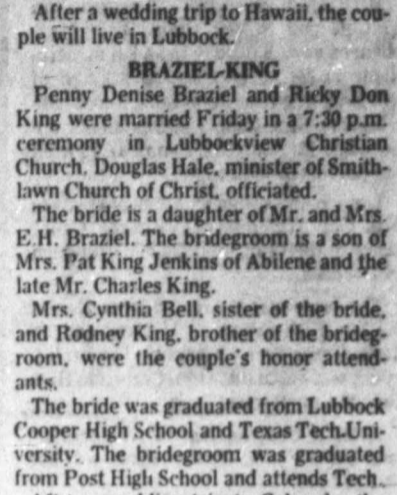 After a wedding trip to Hawaii, the cou-
ple will live in Lubbock.
BRAZIEL-KING
Penny Denise Braziel and Ricky Don
King were married Friday in a 7:30 p.m.
ceremony in Lubbockview Christian
Church. Douglas Hale, minister of Smith-
lawn Church of Christ, officiated.
The bride is a daughter of Mr. and Mrs.
E.H. Braziel. The bridegroom is a son of
Mrs. Pat King Jenkins of Abilene and the
late Mr. Charles King.
Mrs. Cynthia Bell, sister of the bride,
and Rodney King, brother of the brideg-
room, were the couple's honor attend-
ants.
The bride was graduated from Lubbock
Cooper High School and Texas Tech Uni-
versity. The bridegroom was graduated
from Post High School and attends Tech.